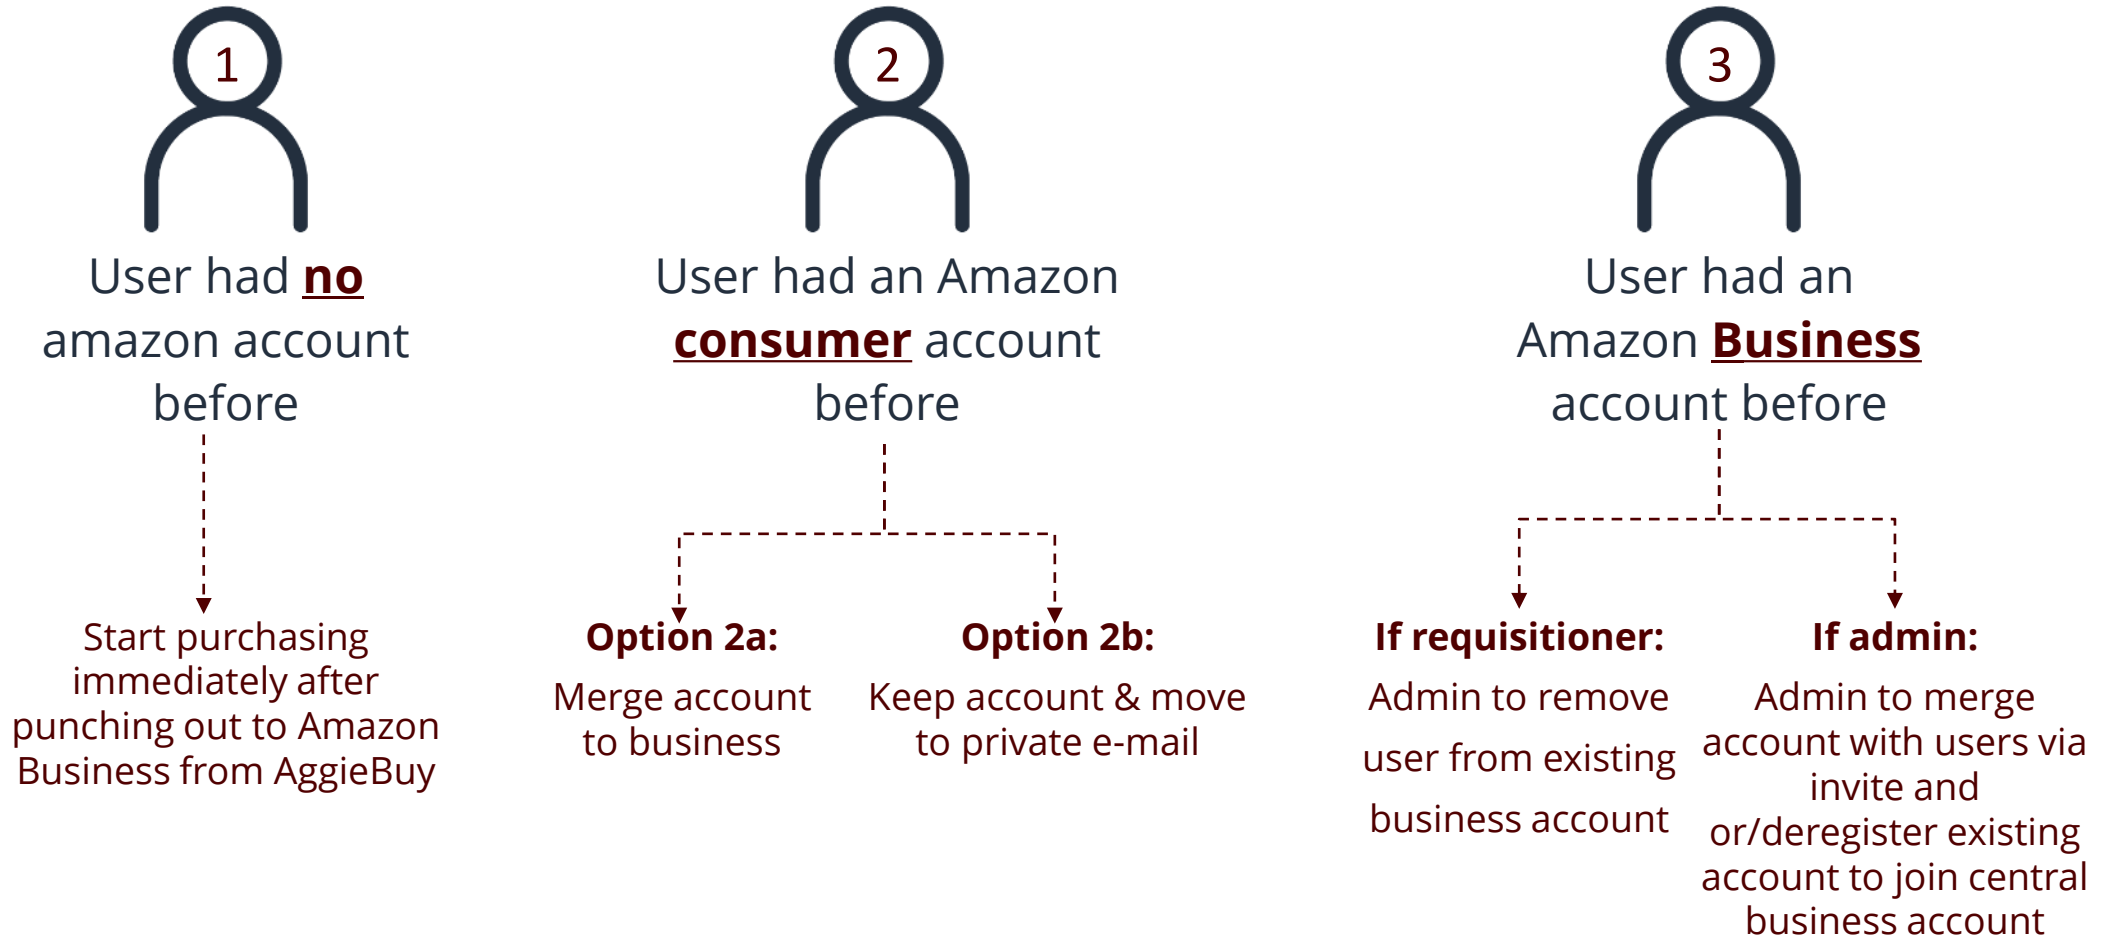 1
User had no
amazon account
before
Start purchasing
immediately after
punching out to Amazon
Business from AggieBuy
2
User had an Amazon
consumer account
before
Option 2a:
Merge account
to business
Option 2b:
Keep account & move
to private e-mail
3
User had an
Amazon Business
account before
If requisitioner:
Admin to remove
user from existing
business account
If admin:
Admin to merge
account with users via
invite and
or/deregister existing
account to join central
business account